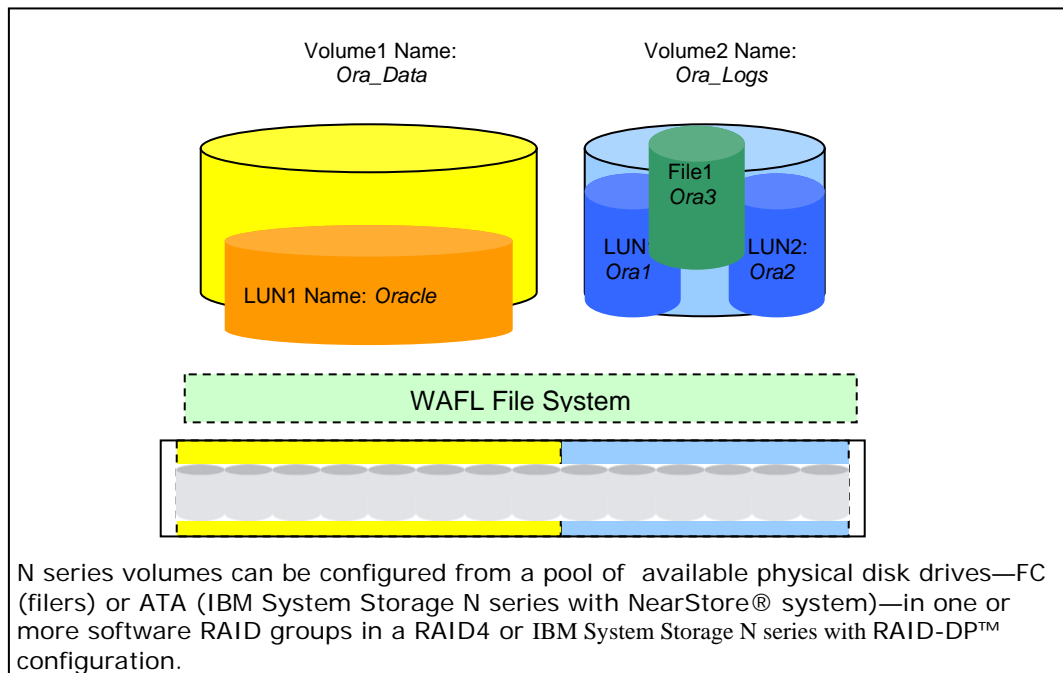 Volume1 Name:
Ora_Data
Volume2 Name:
Ora_Logs
File1
Ora3
LUN
Ora1
LUN2:
Ora2
LUN1 Name: Oracle
WAFL File System
N series volumes can be configured from a pool of available physical disk drives—FC
(filers) or ATA (IBM System Storage N series with NearStore® system)—in one or
more software RAID groups in a RAID4 or IBM System Storage N series with RAID-DP™
configuration.